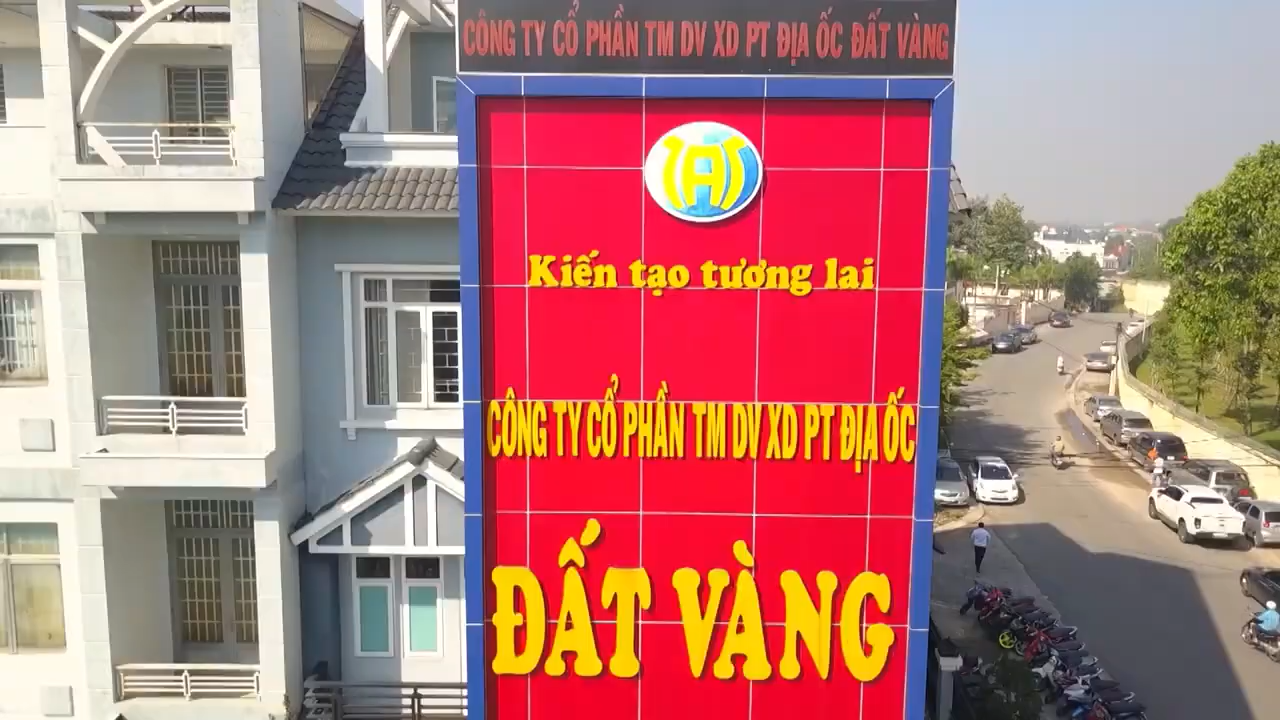 CÔNG TY CỔ PHẦN TM DV XD PT ĐỊA ỐC ĐẤT VÀNG
Kiến tạo tương lai
CÔNG TY CỔ PHẦN TM DV XD PT ĐỊA ỐC
ĐẤT VÀNG